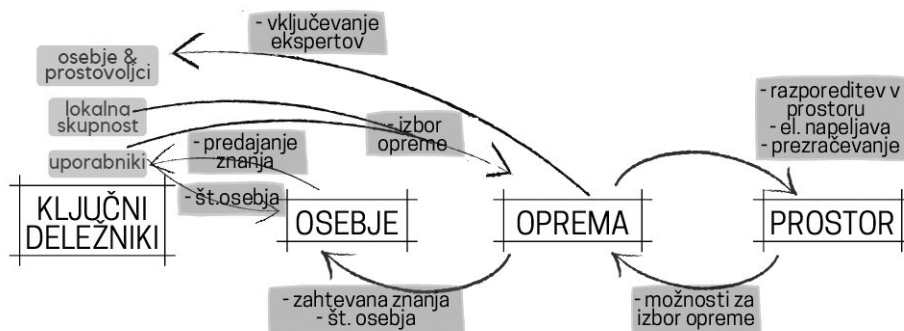 - vključevanje
ekspertov
osebje &
prostovoljci
lokalna
skupnost
uporabniki
- izbor
opreme
- predajanje
znanja
- št.osebja
- razporeditev v
prostoru
- el. napeljava
- prezračevanje
KLJUČNI
DELEŽNIKI
OSEBJE
OPREMA
PROSTOR
- zahtevana znanja
- št. osebja
- možnosti za
izbor opreme